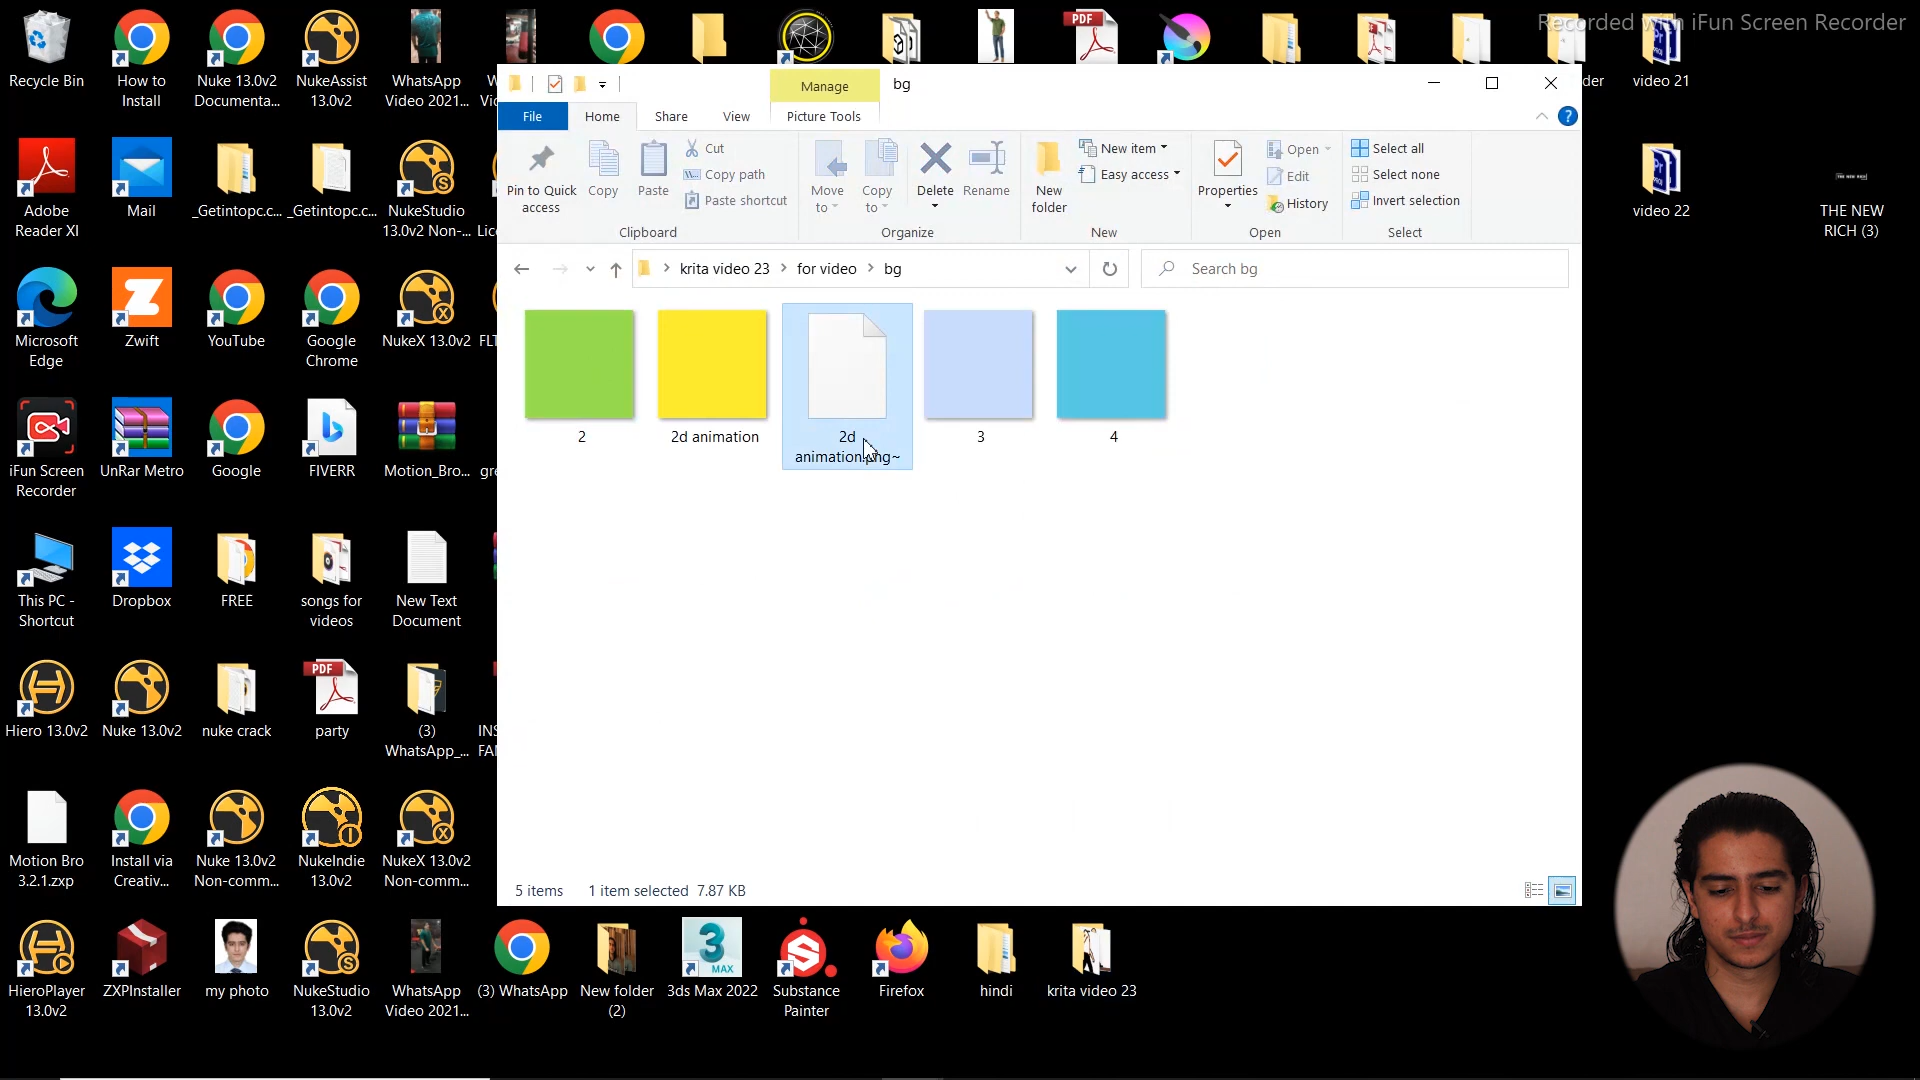 Recorded with iFun Screen Recorder
Recycle Bin
How to
Install
Nuke 13.0v2
Documenta...
NukeAssist
13.0v2
WhatsApp
Video 2021...
PDF
video 21
Manage
bg
File
Home
Share
View
Picture Tools
Pin to Quick
access
Copy
Paste
Cut
Copy path
Paste shortcut
Clipboard
Move
to
Copy
to
Delete
Rename
Organize
New
folder
New item
Easy access
New
Properties
Open
Edit
History
Open
Select all
Select none
Invert selection
Select
krita video 23
for video
bg
Search bg
2
2d animation
2d
animation.png~
3
4
5 items
1 item selected 7.87 KB
Adobe
Reader XI
Mail
_Getintopc.c...
_Getintopc.c...
NukeStudio
13.0v2 Non-...
video 22
THE NEW
RICH (3)
Microsoft
Edge
Zwift
YouTube
Google
Chrome
NukeX 13.0v2
iFun Screen
Recorder
UnRar Metro
Google
FIVERR
Motion_Bro...
This PC -
Shortcut
Dropbox
FREE
songs for
videos
New Text
Document
Hiero 13.0v2
Nuke 13.0v2
nuke crack
PDF
party
(3)
WhatsApp_...
Motion Bro
3.2.1.zxp
Install via
Creativ...
Nuke 13.0v2
Non-comm...
NukeIndie
13.0v2
NukeX 13.0v2
Non-comm...
HieroPlayer
13.0v2
ZXPInstaller
my photo
NukeStudio
13.0v2
WhatsApp
Video 2021...
(3) WhatsApp
New folder
(2)
3
MAX
3ds Max 2022
Substance
Painter
Firefox
hindi
krita video 23